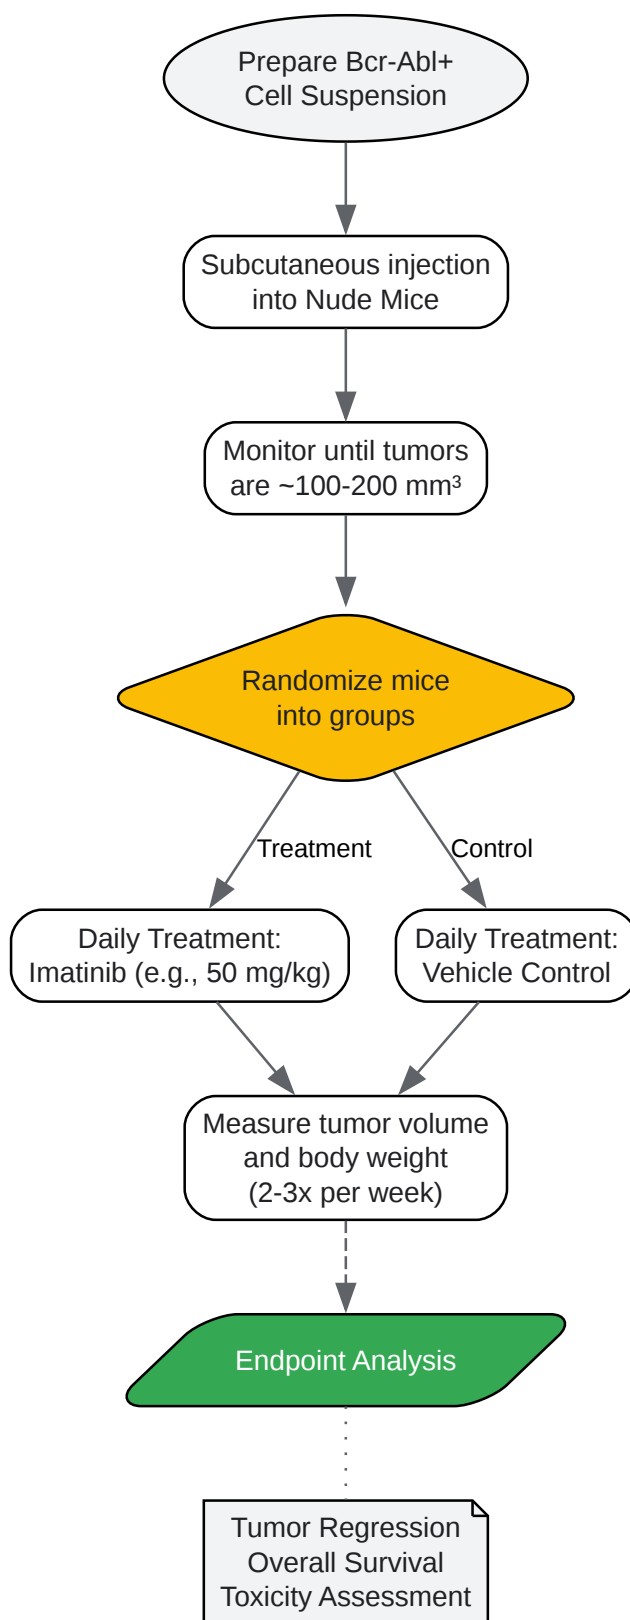 Prepare Bcr-Abl+
Cell Suspension
Subcutaneous injection
into Nude Mice
Monitor until tumors
are ~100-200 mm³
Randomize mice
into groups
Treatment
Control
Daily Treatment:
Imatinib (e.g., 50 mg/kg)
Daily Treatment:
Vehicle Control
Measure tumor volume
and body weight
(2-3x per week)
Endpoint Analysis
Tumor Regression
Overall Survival
Toxicity Assessment